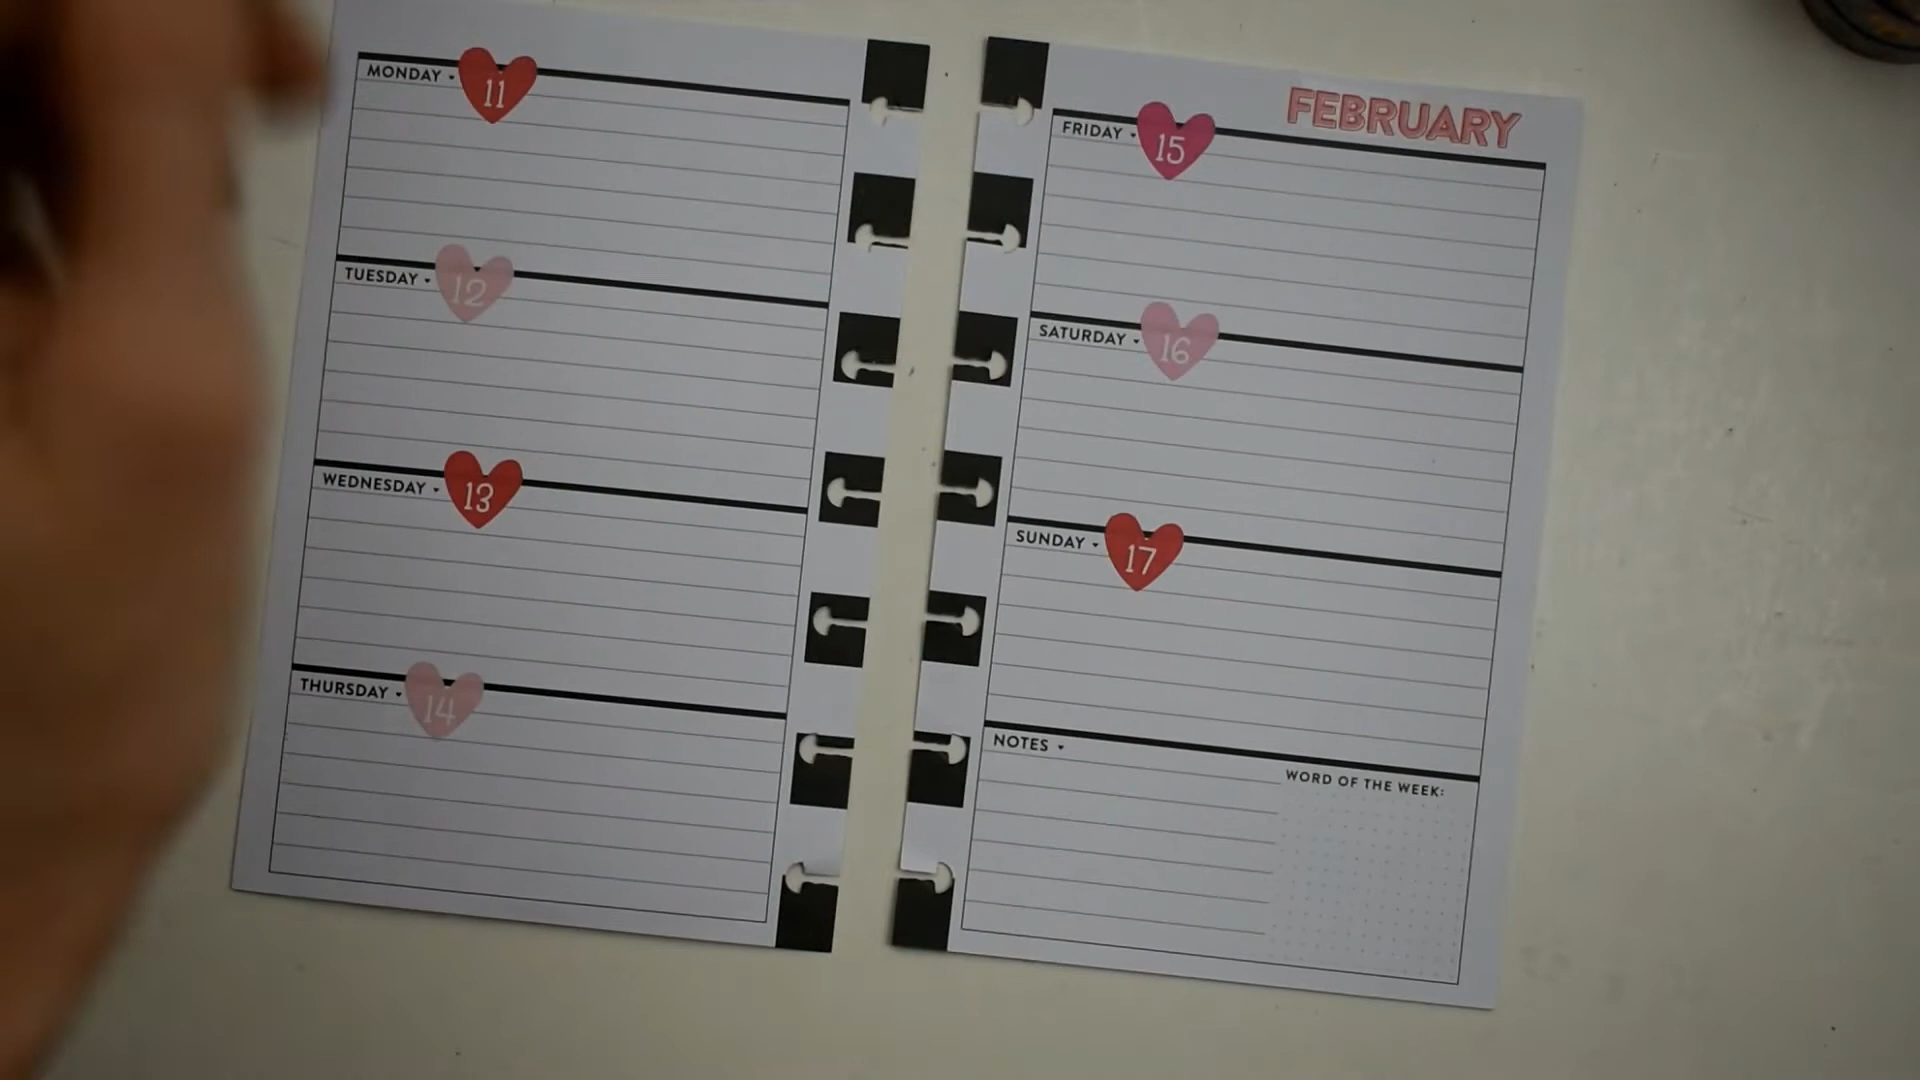 MONDAY
11
TUESDAY
12
WEDNESDAY
13
THURSDAY
14
FEBRUARY
FRIDAY
15
SATURDAY
16
SUNDAY
17
NOTES
WORD OF THE WEEK: